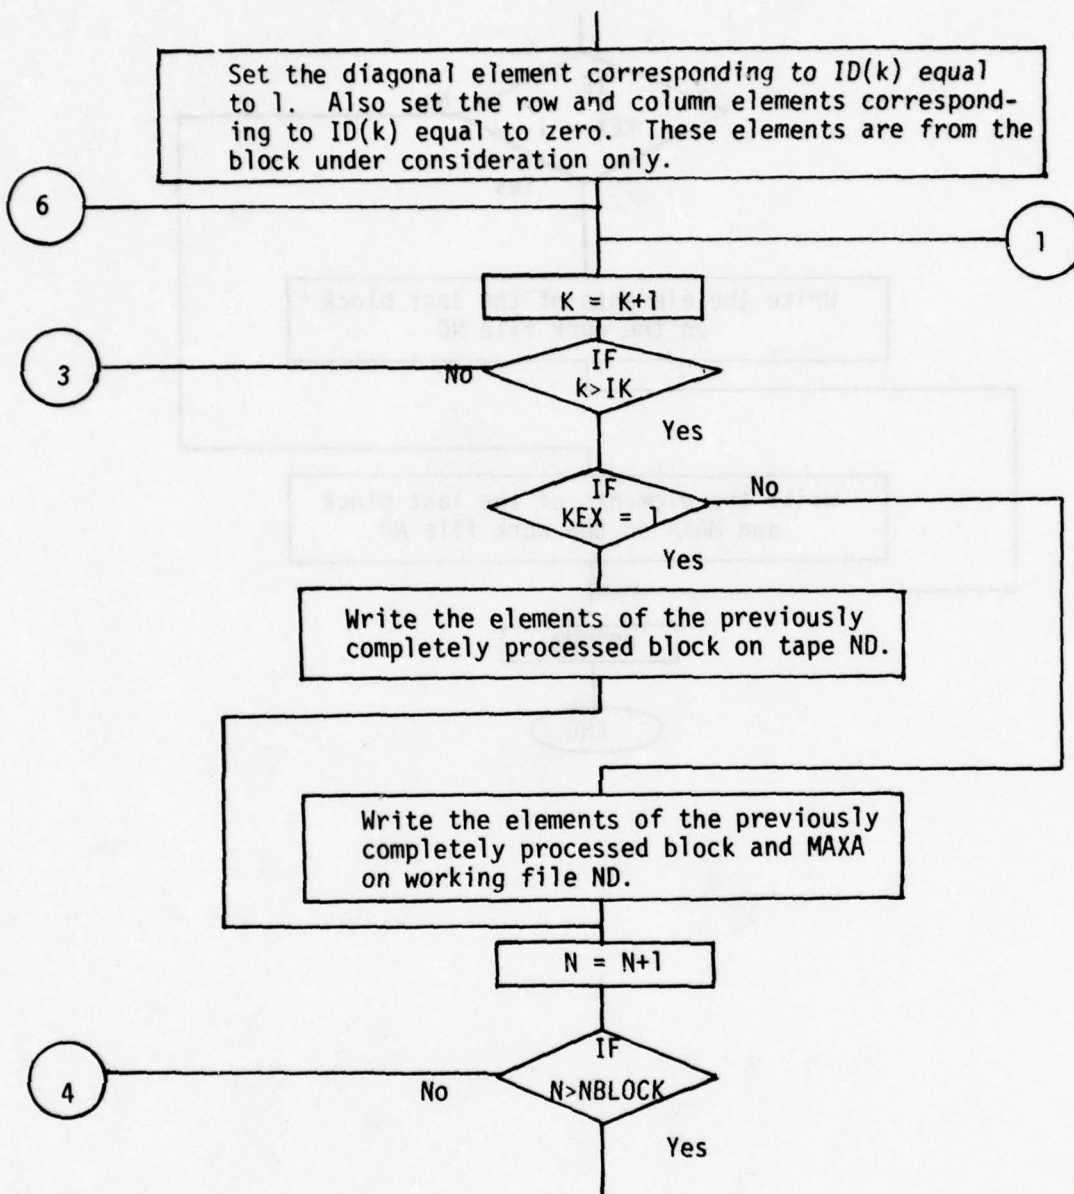 Set the diagonal element corresponding to ID(k) equal
to 1. Also set the row and column elements correspond-
ing to ID(k) equal to zero. These elements are from the
block under consideration only.
6
1
K = K+1
3
No
IF
k>IK
Yes
IF
KEX = 1
No
Yes
Write the elements of the previously
completely processed block on tape ND.
Write the elements of the previously
completely processed block and MAXA
on working file ND.
N = N+1
4
No
IF
N>NBLOCK
Yes